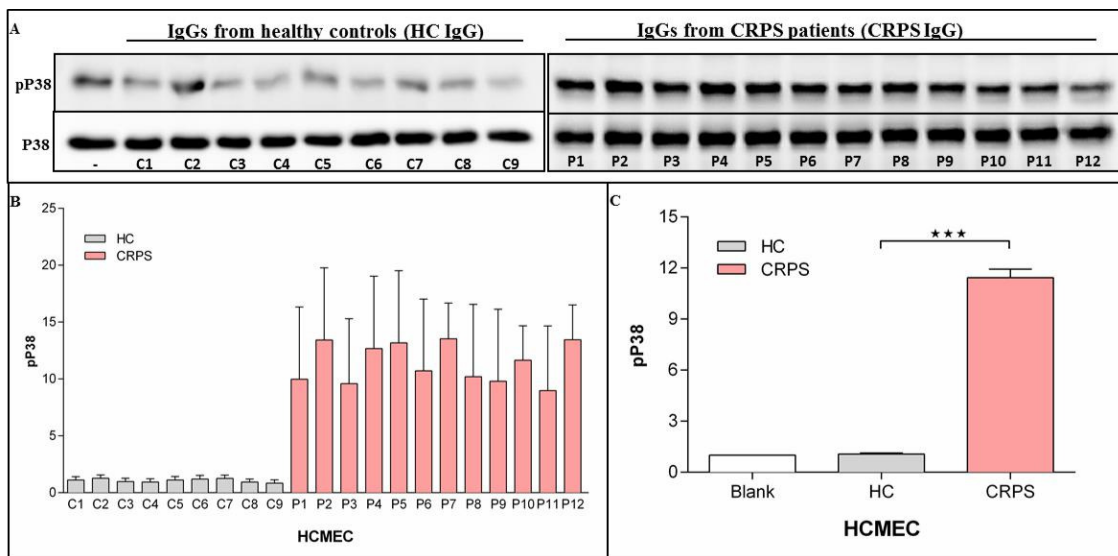 A
IgGs from healthy controls (HC IgG)
IgGs from CRPS patients (CRPS IgG)
pP38
P38
- C1 C2 C3 C4 C5 C6 C7 C8 C9
P1 P2 P3 P4 P5 P6 P7 P8 P9 P10 P11 P12
B
25
20
15
10
5
0
pP38
HC
CRPS
C1 C2 C3 C4 C5 C6 C7 C8 C9 P1 P2 P3 P4 P5 P6 P7 P8 P9 P10 P11 P12
HCMEC
C
15
12
9
6
3
0
pP38
HC
CRPS
★★★
Blank HC CRPS
HCMEC